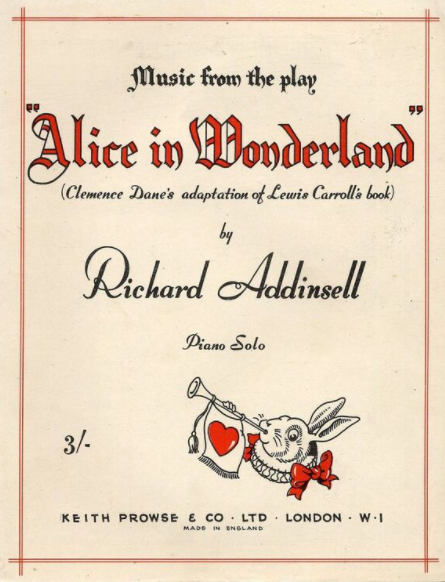 Music from the play
"Alice in Wonderland"
(Clemence Dane's adaptation of Lewis Carroll's book)
by
Richard Addinsell
Piano Solo
3/-
KEITH PROWSE & CO · LTD · LONDON · W·1
MADE IN ENGLAND